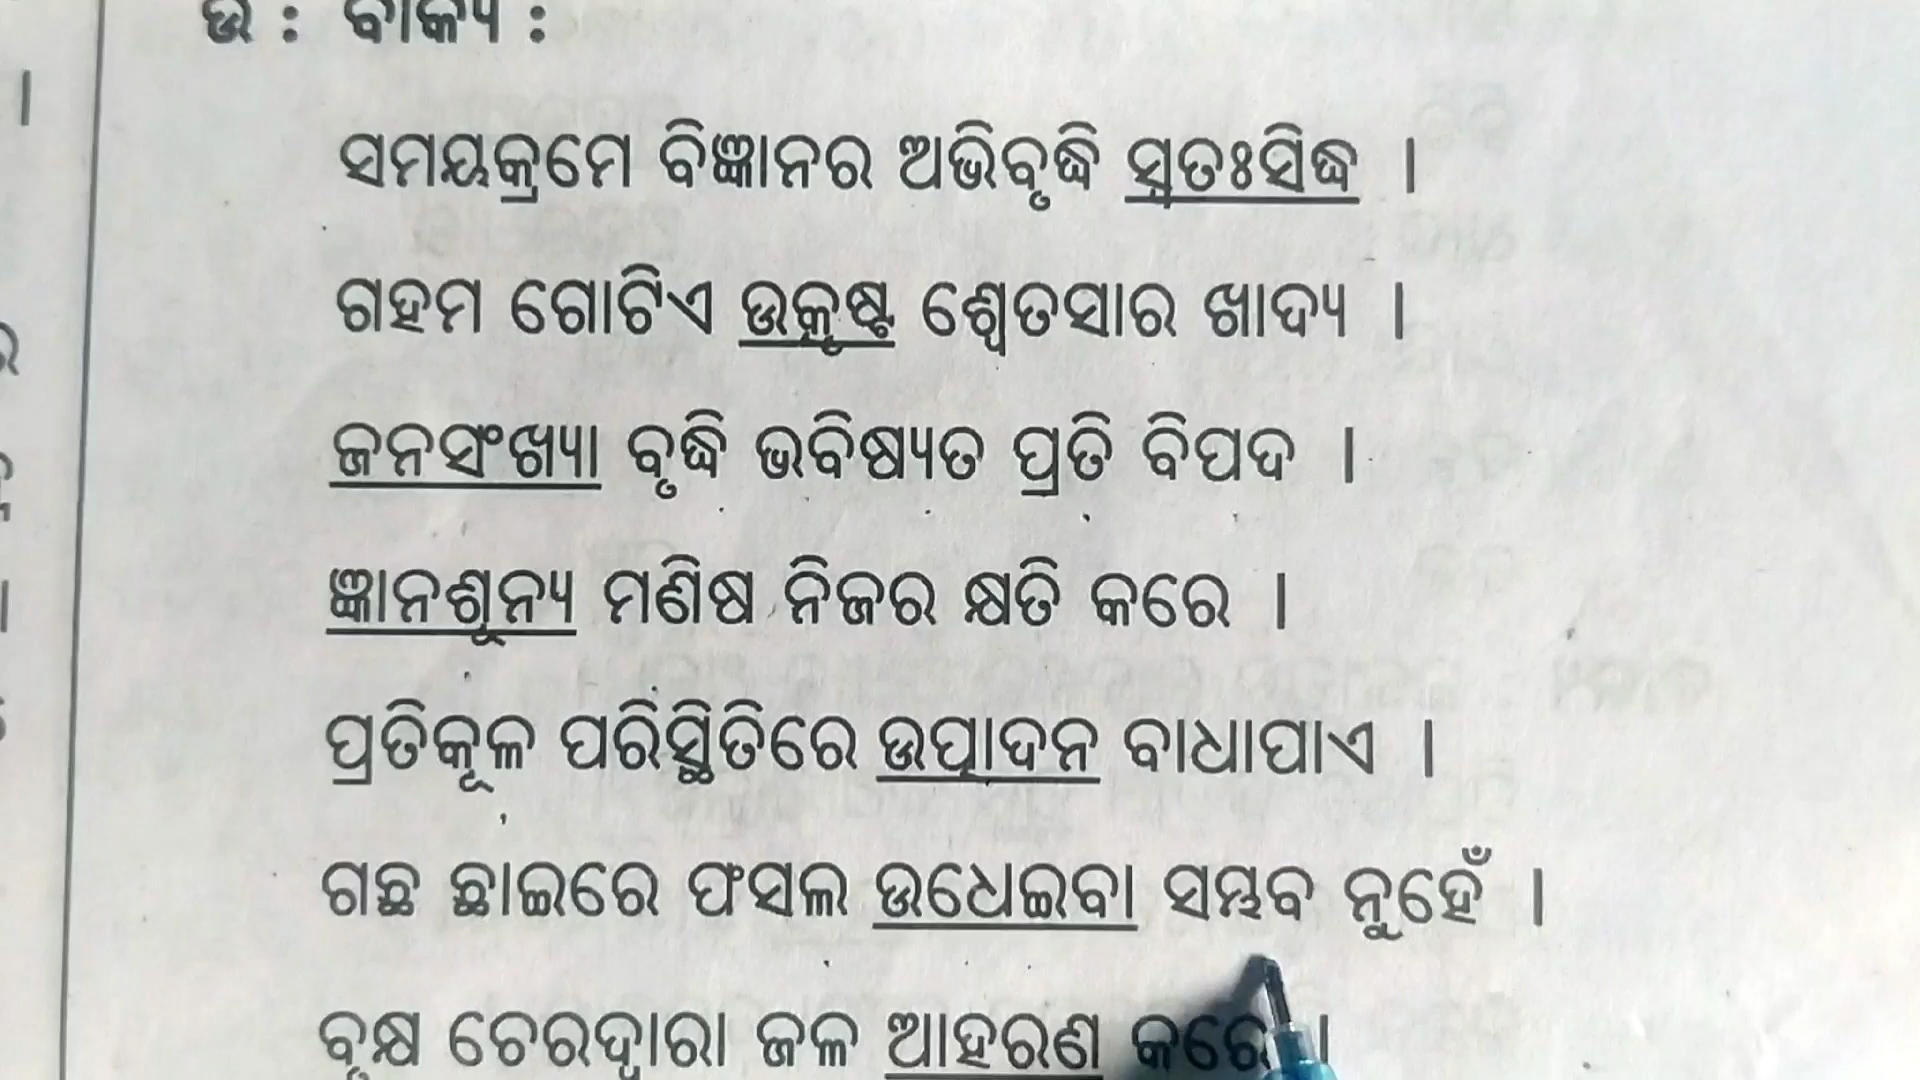 ଉ : ବାକ୍ୟ :
ସମୟକ୍ରମେ ବିଜ୍ଞାନର ଅଭିବୃଦ୍ଧି ସ୍ୱତଃସିଦ୍ଧ ।
ଗହମ ଗୋଟିଏ ଉତ୍କୃଷ୍ଟ ଶ୍ୱେତସାର ଖାଦ୍ୟ ।
ଜନସଂଖ୍ୟା ବୃଦ୍ଧି ଭବିଷ୍ୟତ ପ୍ରତି ବିପଦ ।
ଜ୍ଞାନଶୂନ୍ୟ ମଣିଷ ନିଜର କ୍ଷତି କରେ ।
ପ୍ରତିକୂଳ ପରିସ୍ଥିତିରେ ଉତ୍ପାଦନ ବାଧାପାଏ ।
ଗଛ ଛାଇରେ ଫସଲ ଉଧେଇବା ସମ୍ଭବ ନୁହେଁ ।
ବୃକ୍ଷ ଚେରଦ୍ୱାରା ଜଳ ଆହରଣ କରେ ।